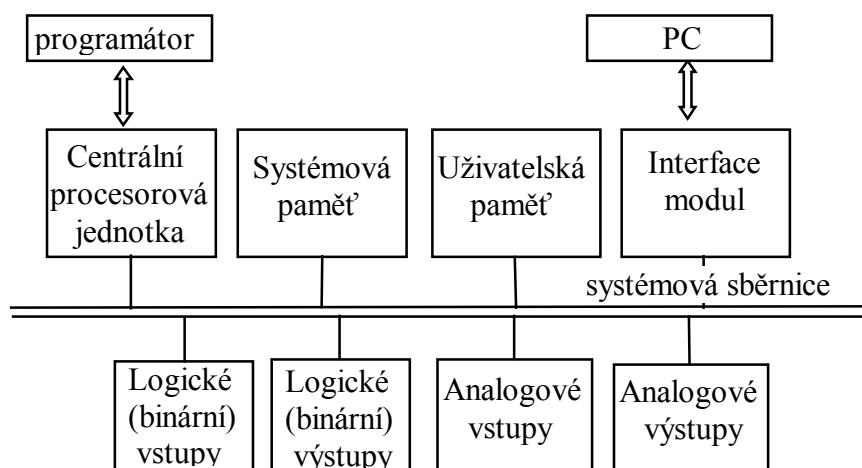 programátor
PC
Centrální
procesorová
jednotka
Systémová
paměť
Uživatelská
paměť
Interface
modul
systémová sběrnice
Logické
(binární)
vstupy
Logické
(binární)
výstupy
Analogové
vstupy
Analogové
výstupy